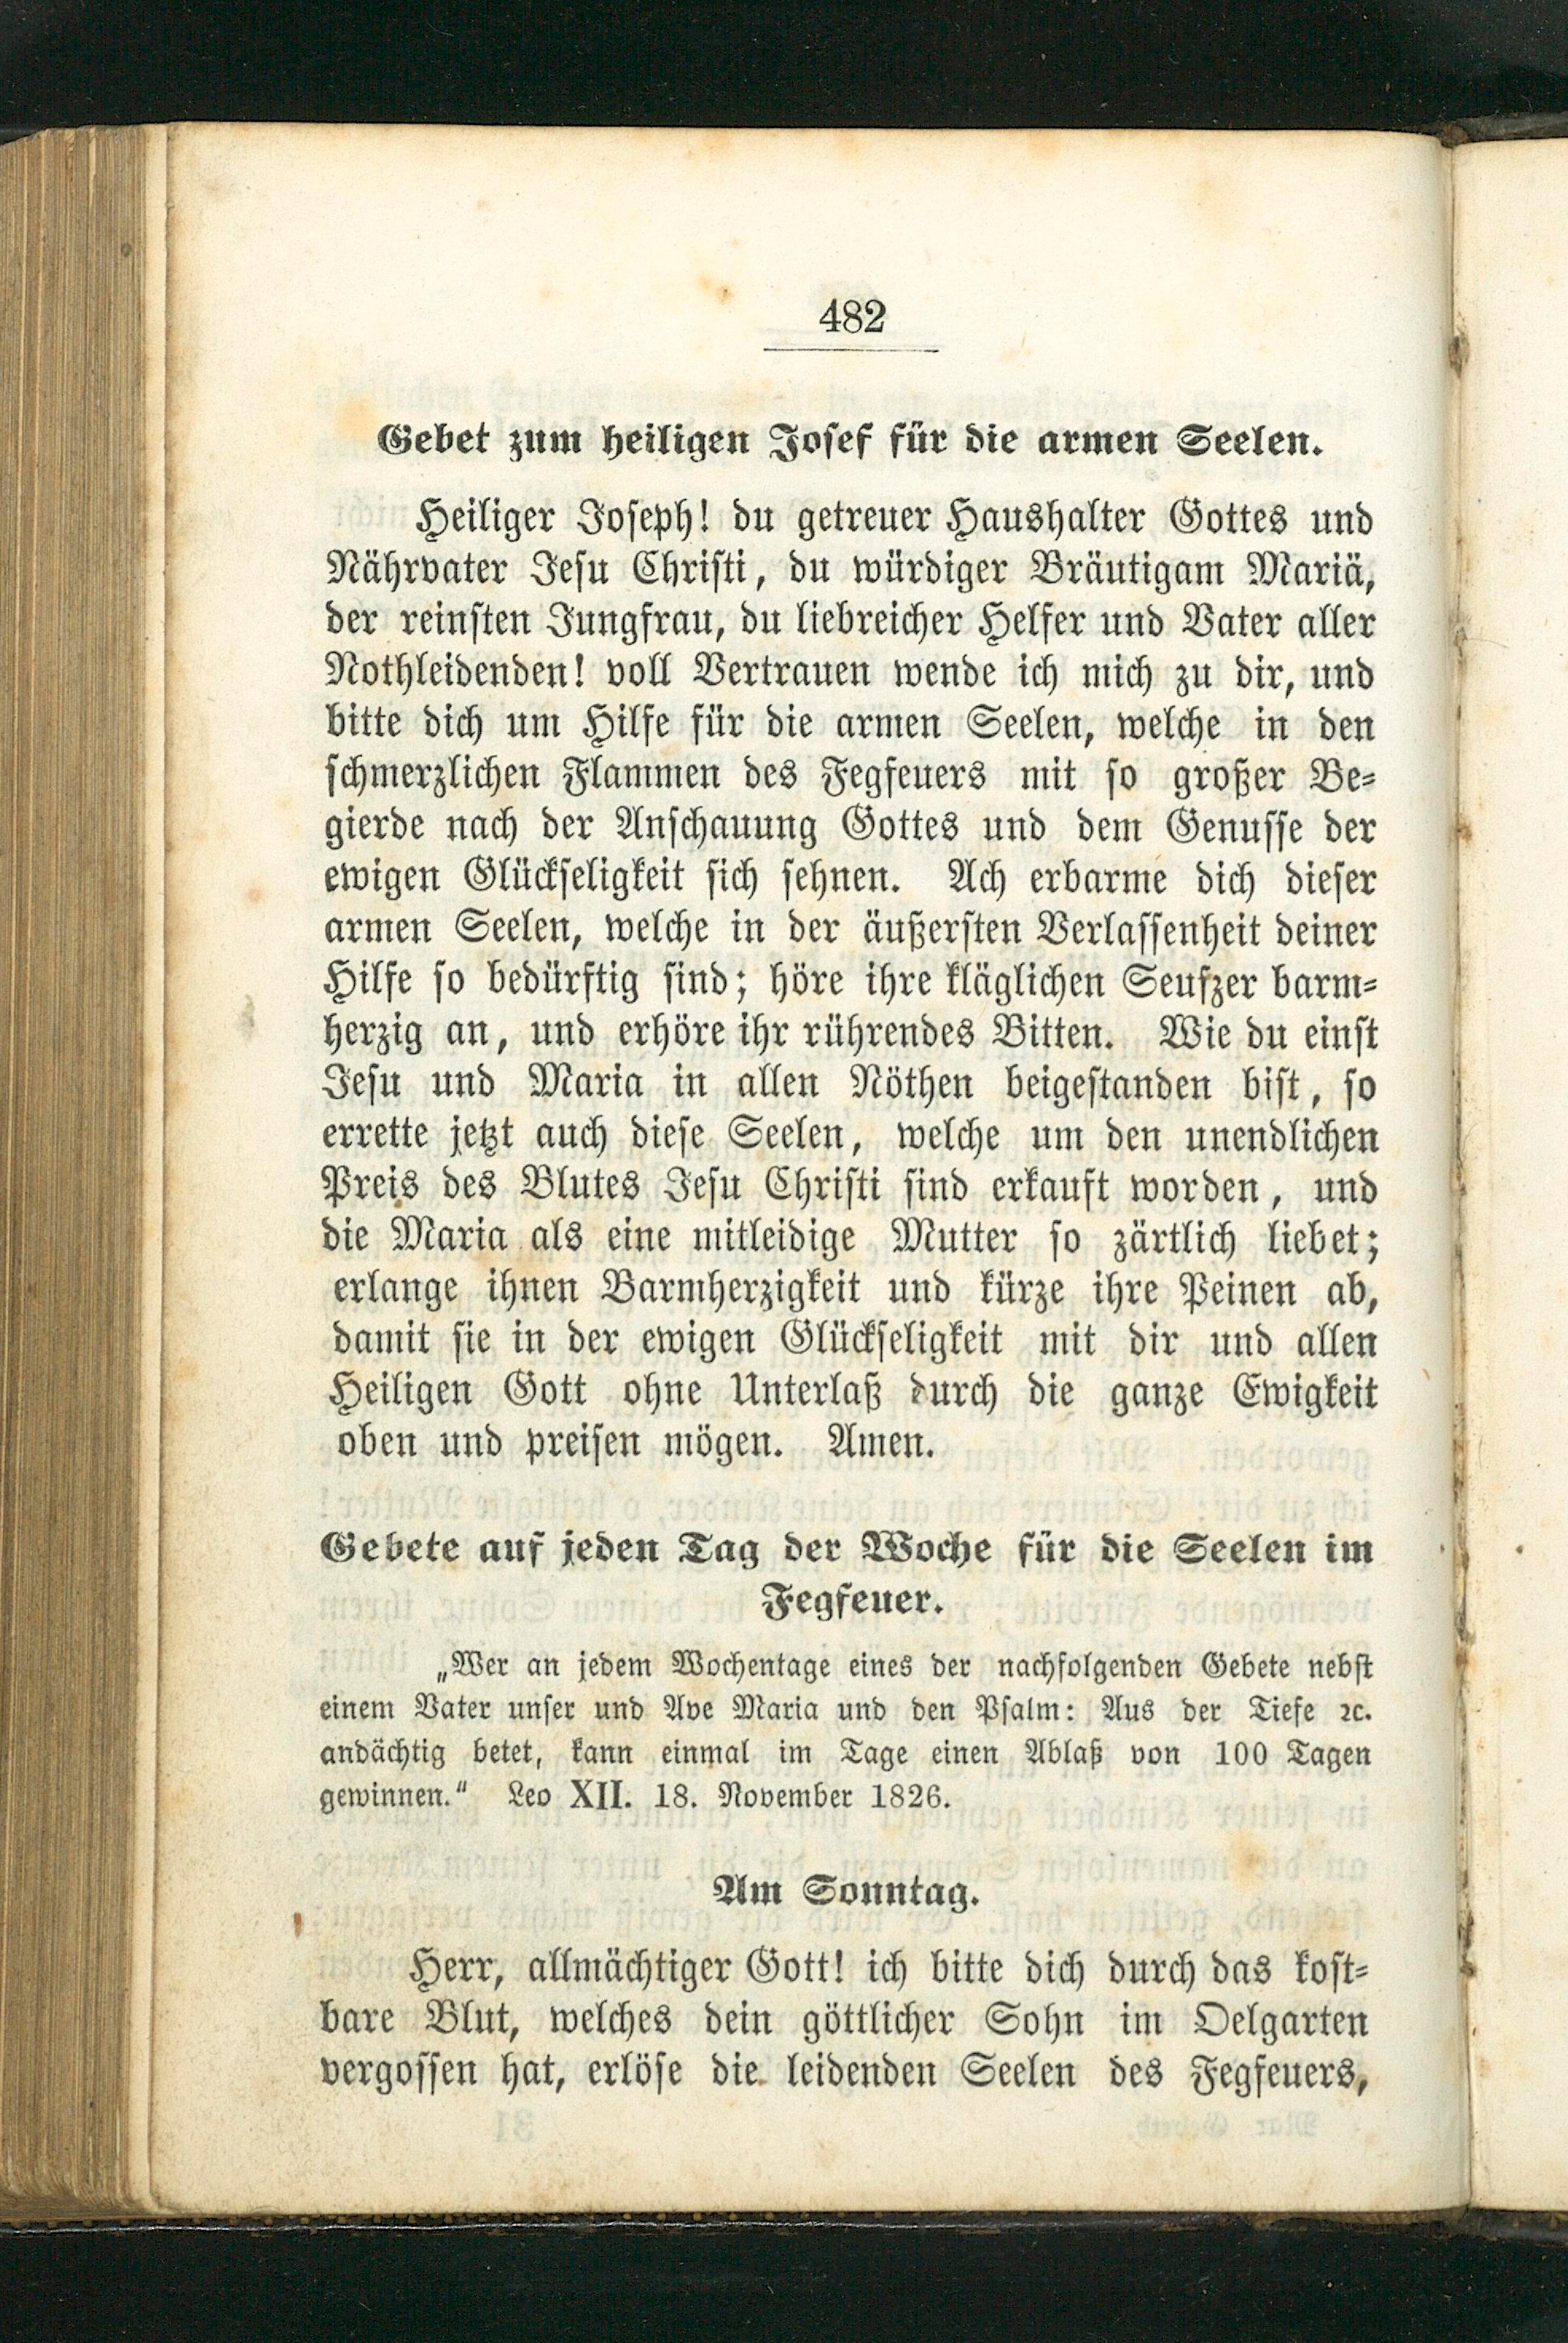 482
Gebet zum heiligen Josef für die armen Seelen.
Heiliger Joseph! du getreuer Haushalter Gottes und
Nährvater Jesu Christi, du würdiger Bräutigam Mariä,
der reinsten Jungfrau, du liebreicher Helfer und Vater aller
Nothleidenden! voll Vertrauen wende ich mich zu dir, und
bitte dich um Hilfe für die armen Seelen, welche in den
schmerzlichen Flammen des Fegfeuers mit so großer Be-
gierde nach der Anschauung Gottes und dem Genusse der
ewigen Glückseligkeit sich sehnen. Ach erbarme dich dieser
armen Seelen, welche in der äußersten Verlassenheit deiner
Hilfe so bedürftig sind; höre ihre kläglichen Seufzer barm-
herzig an, und erhöre ihr rührendes Bitten. Wie du einst
Jesu und Maria in allen Nöthen beigestanden bist, so
errette jetzt auch diese Seelen, welche um den unendlichen
Preis des Blutes Jesu Christi sind erkauft worden, und
die Maria als eine mitleidige Mutter so zärtlich liebet;
erlange ihnen Barmherzigkeit und kürze ihre Peinen ab,
damit sie in der ewigen Glückseligkeit mit dir und allen
Heiligen Gott ohne Unterlaß durch die ganze Ewigkeit
oben und preisen mögen. Amen.
Gebete auf jeden Tag der Woche für die Seelen im
Fegfeuer.
„Wer an jedem Wochentage eines der nachfolgenden Gebete nebst
einem Vater unser und Ave Maria und den Psalm: Aus der Tiefe ꝛc.
andächtig betet, kann einmal im Tage einen Ablaß von 100 Tagen
gewinnen.“ Leo XII. 18. November 1826.
Am Sonntag.
Herr, allmächtiger Gott! ich bitte dich durch das kost-
bare Blut, welches dein göttlicher Sohn im Oelgarten
vergossen hat, erlöse die leidenden Seelen des Fegfeuers,